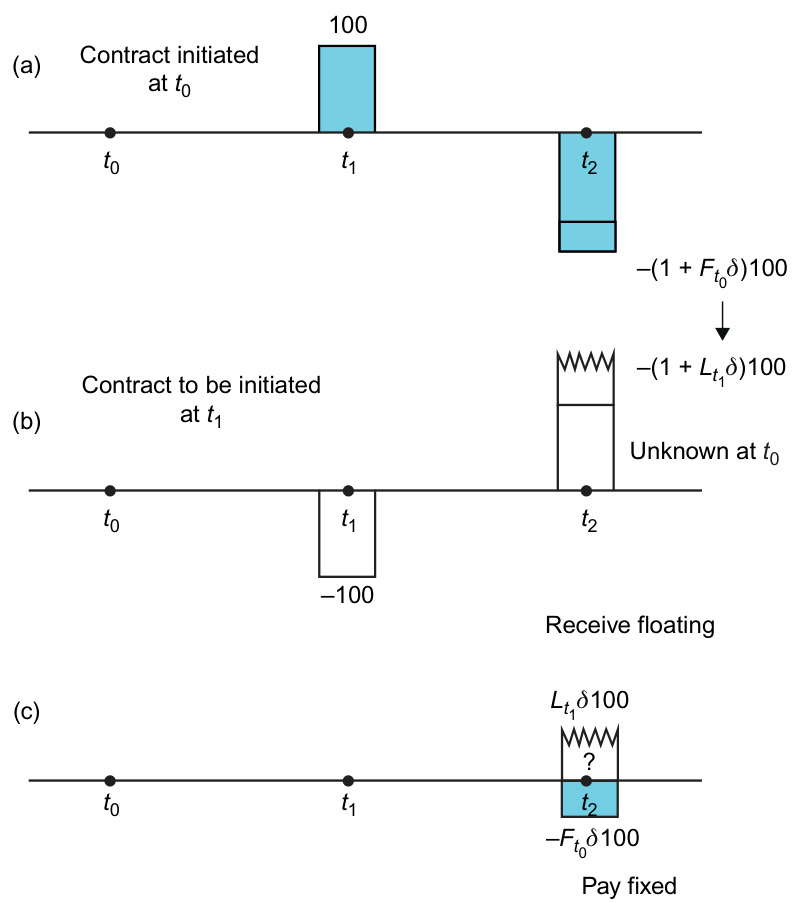 100
(a)
Contract initiated
at t₀
t₀
t₁
t₂
–(1 + Fₜ₀δ)100
–(1 + Lₜ₁δ)100
Contract to be initiated
at t₁
(b)
Unknown at t₀
t₀
t₁
t₂
–100
Receive floating
(c)
Lₜ₁δ100
?
t₀
t₁
t₂
–Fₜ₀δ100
Pay fixed